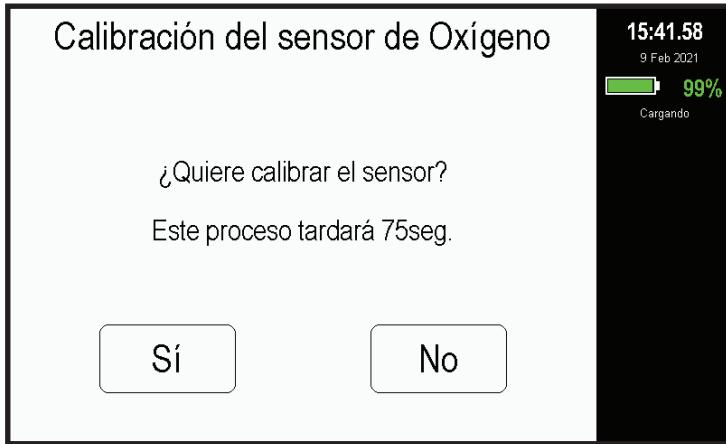 Calibración del sensor de Oxígeno
¿Quiere calibrar el sensor?
Este proceso tardará 75seg.
Sí
No
15:41.58
9 Feb 2021
99%
Cargando